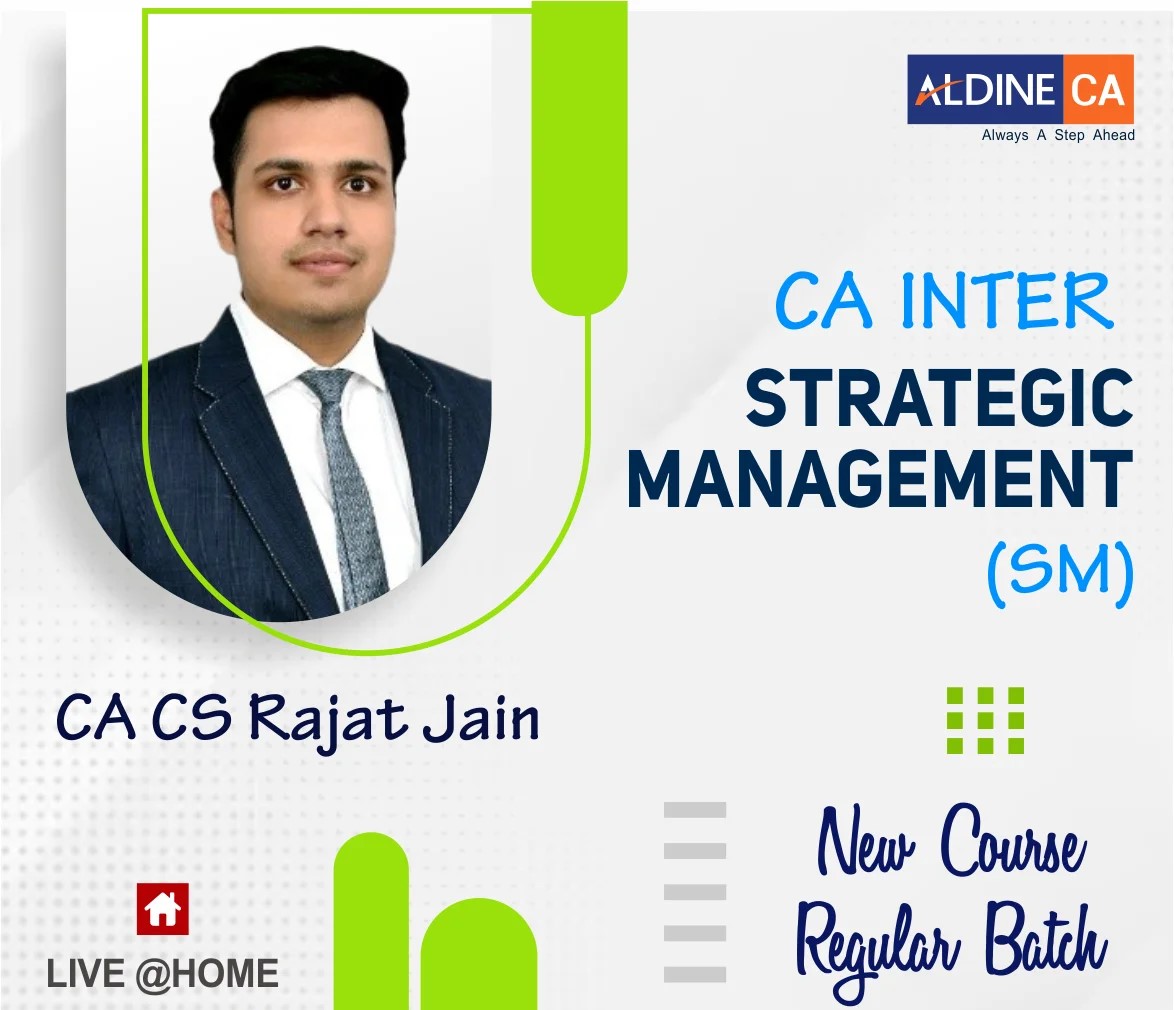 ALDINE CA
Always A Step Ahead
CA INTER
STRATEGIC
MANAGEMENT
(SM)
CA CS Rajat Jain
New Course
Regular Batch
LIVE @HOME